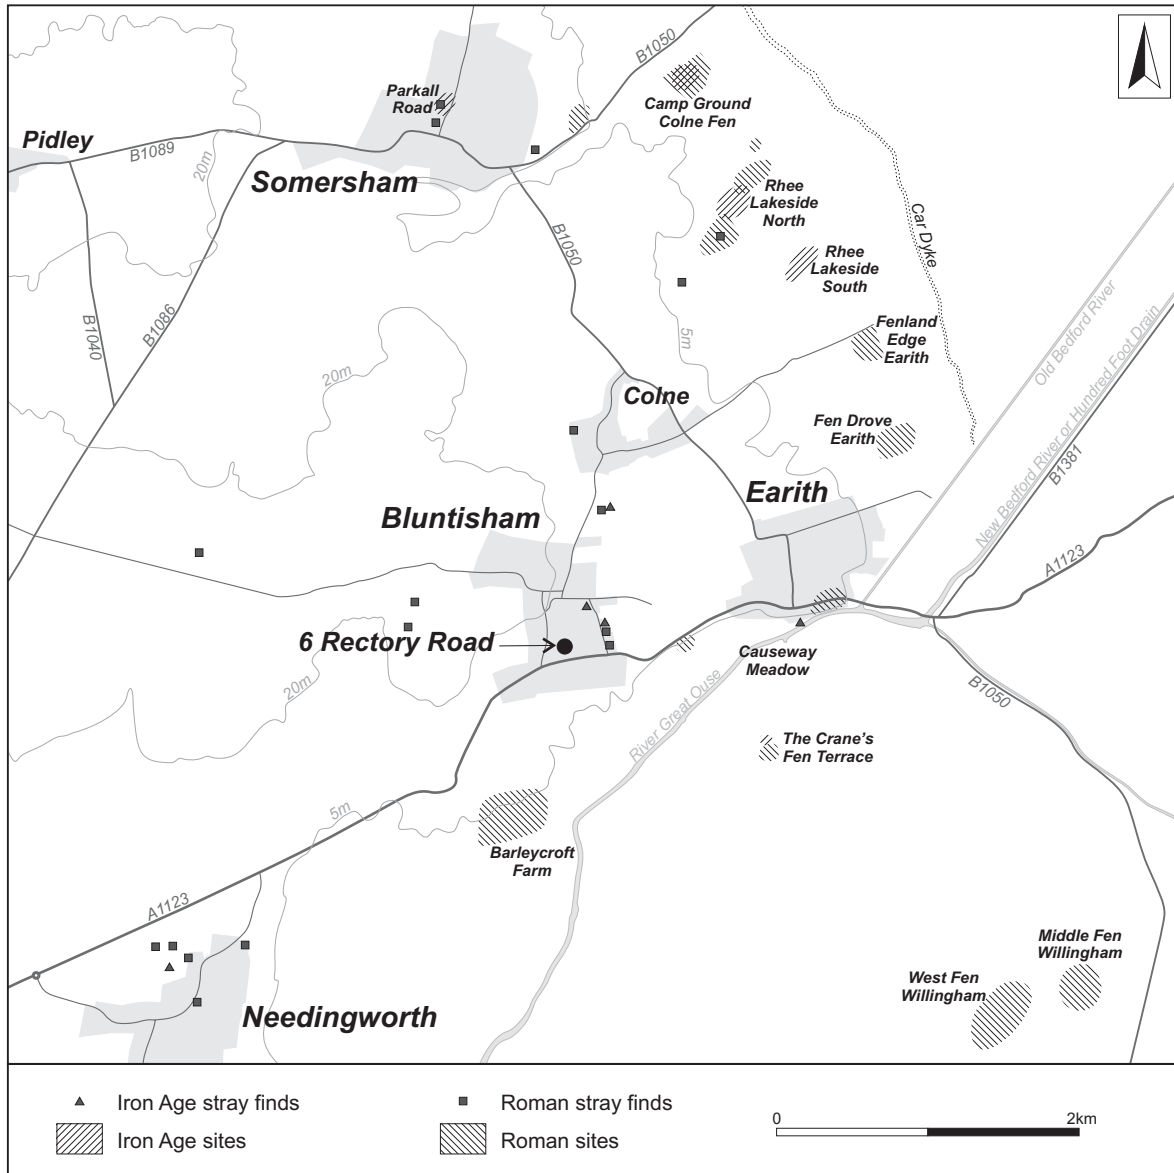 B1050
Parkall
Road
Camp Ground
Colne Fen
Pidley
B1089
20m
Somersham
Rhee
Lakeside
North
Car Dyke
B1050
Rhee
Lakeside
South
Old Bedford River
B1040
B1086
5m
Fenland
Edge
Earith
New Bedford River or Hundred Foot Drain
20m
Colne
Fen Drove
Earith
B1381
Earith
Bluntisham
A1123
6 Rectory Road
Causeway
Meadow
20m
River Great Ouse
B1050
The Crane's
Fen Terrace
5m
Barleycroft
Farm
A1123
Middle Fen
Willingham
West Fen
Willingham
Needingworth
Iron Age stray finds
Roman stray finds
0
2km
Iron Age sites
Roman sites